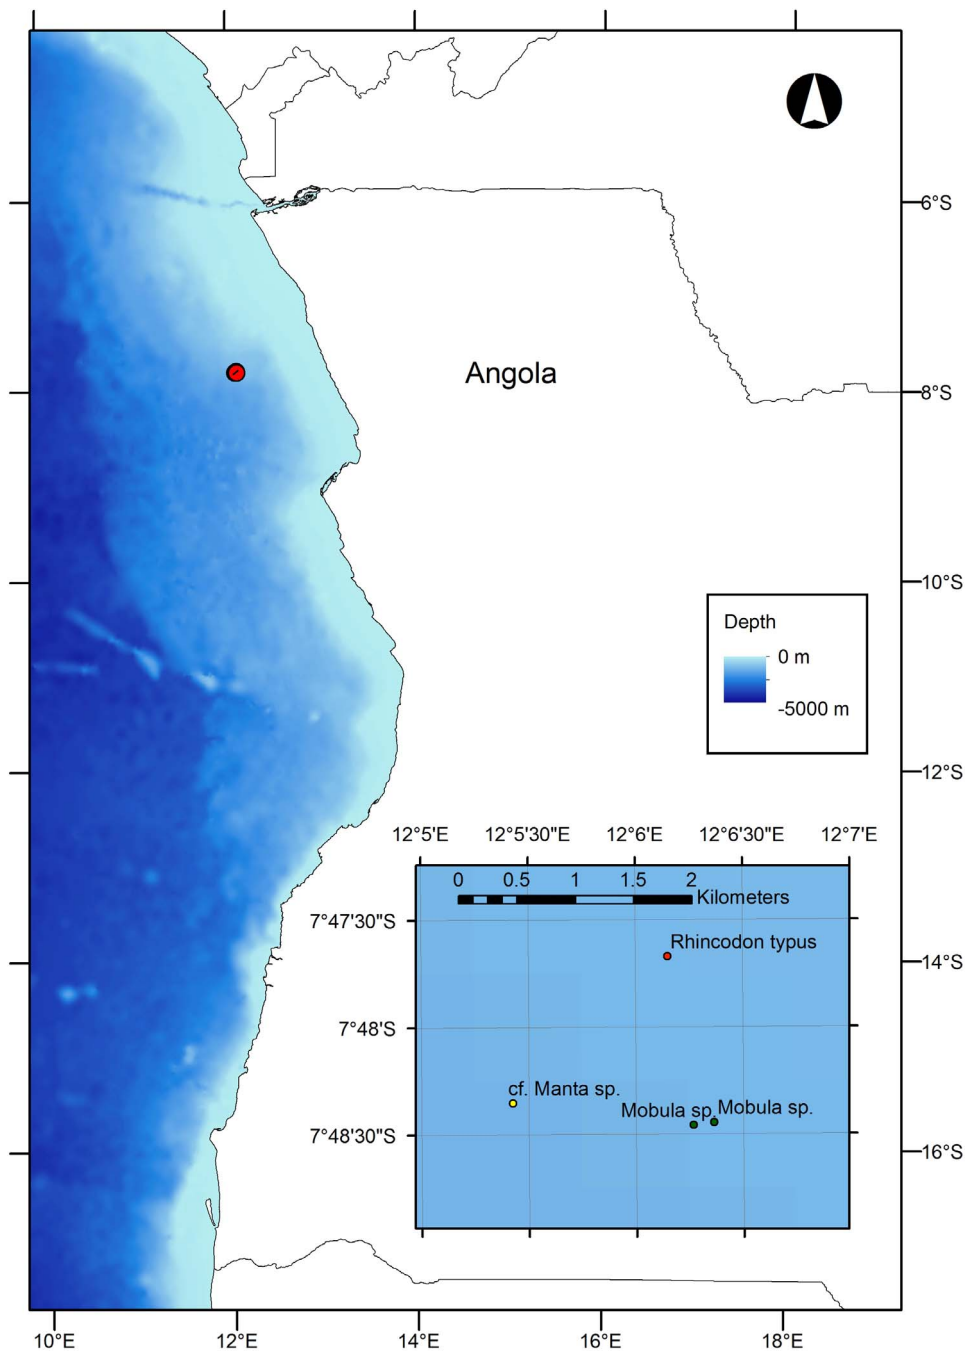 6°S
Angola
8°S
10°S
Depth
0 m
-5000 m
12°S
12°5'E 12°5'30"E 12°6'E 12°6'30"E 12°7'E
0 0.5 1 1.5 2
Kilometers
7°47'30"S
Rhincodon typus
14°S
7°48'S
cf. Manta sp.
Mobula sp. Mobula sp.
7°48'30"S
16°S
10°E 12°E 14°E 16°E 18°E